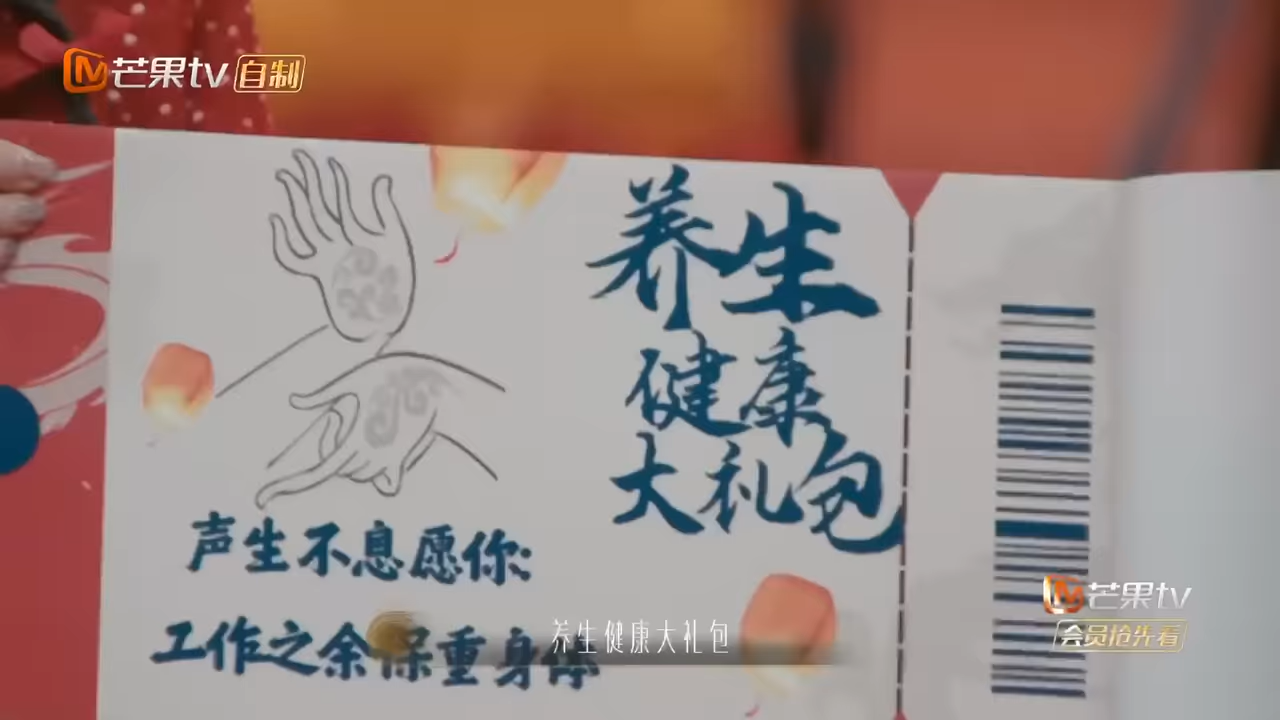 芒果tv 自制
养生
健康
大礼包
声生不息愿你:
工作之余保重身体
养生健康大礼包
芒果tv
会员抢先看